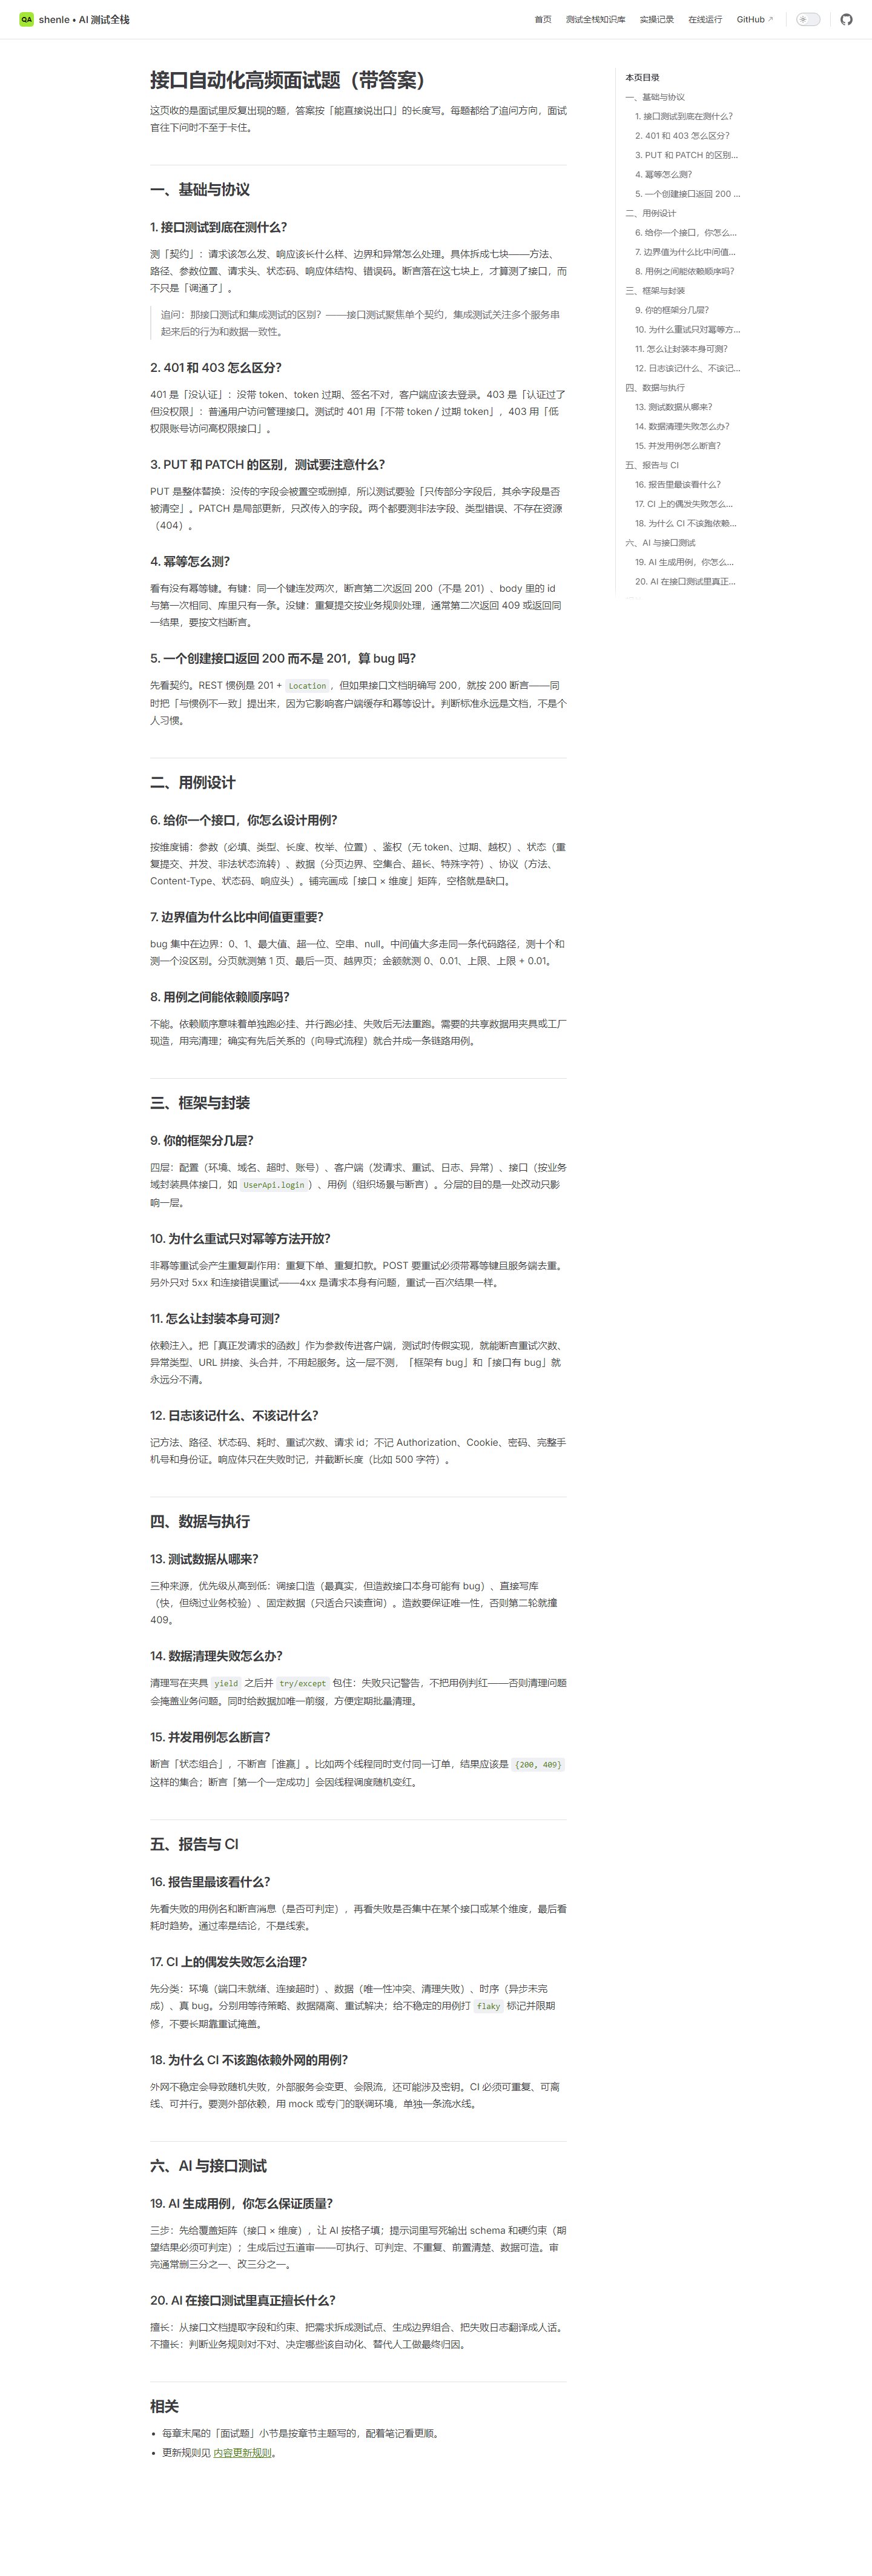 QA shenle • AI 测试全栈
首页 测试全栈知识库 实操记录 在线运行 GitHub ↗
接口自动化高频面试题（带答案）
这页收的是面试里反复出现的题，答案按「能直接说出口」的长度写。每题都给了追问方向，面试
官往下问时不至于卡住。
一、基础与协议
1. 接口测试到底在测什么？
测「契约」：请求该怎么发、响应该长什么样、边界和异常怎么处理。具体拆成七块——方法、
路径、参数位置、请求头、状态码、响应体结构、错误码。断言落在这七块上，才算测了接口，而
不只是「调通了」。
追问：那接口测试和集成测试的区别？——接口测试聚焦单个契约，集成测试关注多个服务串
起来后的行为和数据一致性。
2. 401 和 403 怎么区分？
401 是「没认证」：没带 token、token 过期、签名不对，客户端应该去登录。403 是「认证过了
但没权限」：普通用户访问管理接口。测试时 401 用「不带 token / 过期 token」，403 用「低
权限账号访问高权限接口」。
3. PUT 和 PATCH 的区别，测试要注意什么？
PUT 是整体替换：没传的字段会被置空或删掉，所以测试要验「只传部分字段后，其余字段是否
被清空」。PATCH 是局部更新，只改传入的字段。两个都要测非法字段、类型错误、不存在资源
（404）。
4. 幂等怎么测？
看有没有幂等键。有键：同一个键连发两次，断言第二次返回 200（不是 201）、body 里的 id
与第一次相同、库里只有一条。没键：重复提交按业务规则处理，通常第二次返回 409 或返回同
一结果，要按文档断言。
5. 一个创建接口返回 200 而不是 201，算 bug 吗？
先看契约。REST 惯例是 201 + Location，但如果接口文档明确写 200，就按 200 断言——同
时把「与惯例不一致」提出来，因为它影响客户端缓存和幂等设计。判断标准永远是文档，不是个
人习惯。
二、用例设计
6. 给你一个接口，你怎么设计用例？
按维度铺：参数（必填、类型、长度、枚举、位置）、鉴权（无 token、过期、越权）、状态（重
复提交、并发、非法状态流转）、数据（分页边界、空集合、超长、特殊字符）、协议（方法、
Content-Type、状态码、响应头）。铺完画成「接口 × 维度」矩阵，空格就是缺口。
7. 边界值为什么比中间值更重要？
bug 集中在边界：0、1、最大值、超一位、空串、null。中间值大多走同一条代码路径，测十个和
测一个没区别。分页就测第 1 页、最后一页、越界页；金额就测 0、0.01、上限、上限 + 0.01。
8. 用例之间能依赖顺序吗？
不能。依赖顺序意味着单独跑必挂、并行跑必挂、失败后无法重跑。需要的共享数据用夹具或工厂
现造，用完清理；确实有先后关系的（向导式流程）就合并成一条链路用例。
三、框架与封装
9. 你的框架分几层？
四层：配置（环境、域名、超时、账号）、客户端（发请求、重试、日志、异常）、接口（按业务
域封装具体接口，如 UserApi.login）、用例（组织场景与断言）。分层的目的是一处改动只影
响一层。
10. 为什么重试只对幂等方法开放？
非幂等重试会产生重复副作用：重复下单、重复扣款。POST 要重试必须带幂等键且服务端去重。
另外只对 5xx 和连接错误重试——4xx 是请求本身有问题，重试一百次结果一样。
11. 怎么让封装本身可测？
依赖注入。把「真正发请求的函数」作为参数传进客户端，测试时传假实现，就能断言重试次数、
异常类型、URL 拼接、头合并，不用起服务。这一层不测，「框架有 bug」和「接口有 bug」就
永远分不清。
12. 日志该记什么、不该记什么？
记方法、路径、状态码、耗时、重试次数、请求 id；不记 Authorization、Cookie、密码、完整手
机号和身份证。响应体只在失败时记，并截断长度（比如 500 字符）。
四、数据与执行
13. 测试数据从哪来？
三种来源，优先级从高到低：调接口造（最真实，但造数接口本身可能有 bug）、直接写库
（快，但绕过业务校验）、固定数据（只适合只读查询）。造数要保证唯一性，否则第二轮就撞
409。
14. 数据清理失败怎么办？
清理写在夹具 yield 之后并 try/except 包住：失败只记警告，不把用例判红——否则清理问题
会掩盖业务问题。同时给数据加唯一前缀，方便定期批量清理。
15. 并发用例怎么断言？
断言「状态组合」，不断言「谁赢」。比如两个线程同时支付同一订单，结果应该是 {200, 409}
这样的集合；断言「第一个一定成功」会因线程调度随机变红。
五、报告与 CI
16. 报告里最该看什么？
先看失败的用例名和断言消息（是否可判定），再看失败是否集中在某个接口或某个维度，最后看
耗时趋势。通过率是结论，不是线索。
17. CI 上的偶发失败怎么治理？
先分类：环境（端口未就绪、连接超时）、数据（唯一性冲突、清理失败）、时序（异步未完
成）、真 bug。分别用等待策略、数据隔离、重试解决；给不稳定的用例打 flaky 标记并限期
修，不要长期靠重试掩盖。
18. 为什么 CI 不该跑依赖外网的用例？
外网不稳定会导致随机失败，外部服务会变更、会限流，还可能涉及密钥。CI 必须可重复、可离
线、可并行。要测外部依赖，用 mock 或专门的联调环境，单独一条流水线。
六、AI 与接口测试
19. AI 生成用例，你怎么保证质量？
三步：先给覆盖矩阵（接口 × 维度），让 AI 按格子填；提示词里写死输出 schema 和硬约束（期
望结果必须可判定）；生成后过五道审——可执行、可判定、不重复、前置清楚、数据可造。审
完通常删三分之一、改三分之一。
20. AI 在接口测试里真正擅长什么？
擅长：从接口文档提取字段和约束、把需求拆成测试点、生成边界组合、把失败日志翻译成人话。
不擅长：判断业务规则对不对、决定哪些该自动化、替代人工做最终归因。
相关
• 每章末尾的「面试题」小节是按章节主题写的，配着笔记看更顺。
• 更新规则见 内容更新规则。
本页目录
一、基础与协议
1. 接口测试到底在测什么？
2. 401 和 403 怎么区分？
3. PUT 和 PATCH 的区别...
4. 幂等怎么测？
5. 一个创建接口返回 200 ...
二、用例设计
6. 给你一个接口，你怎么...
7. 边界值为什么比中间值...
8. 用例之间能依赖顺序吗？
三、框架与封装
9. 你的框架分几层？
10. 为什么重试只对幂等方...
11. 怎么让封装本身可测？
12. 日志该记什么、不该记...
四、数据与执行
13. 测试数据从哪来？
14. 数据清理失败怎么办？
15. 并发用例怎么断言？
五、报告与 CI
16. 报告里最该看什么？
17. CI 上的偶发失败怎么...
18. 为什么 CI 不该跑依赖...
六、AI 与接口测试
19. AI 生成用例，你怎么...
20. AI 在接口测试里真正...